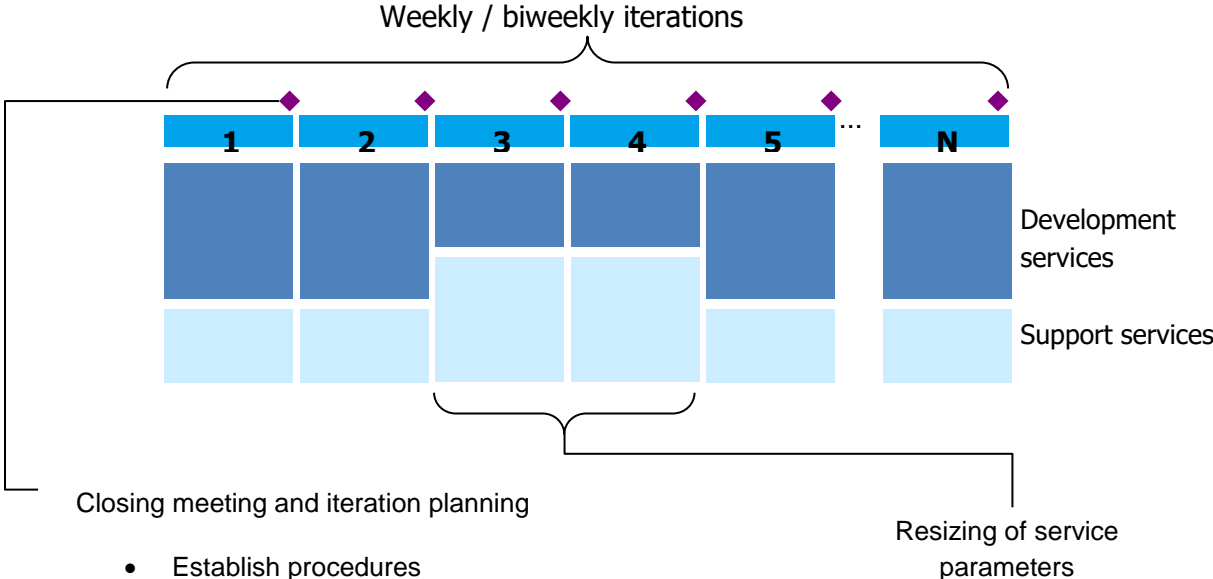 Weekly / biweekly iterations
1 2 3 4 5 ... N
Development
services
Support services
Closing meeting and iteration planning
• Establish procedures
Resizing of service
parameters